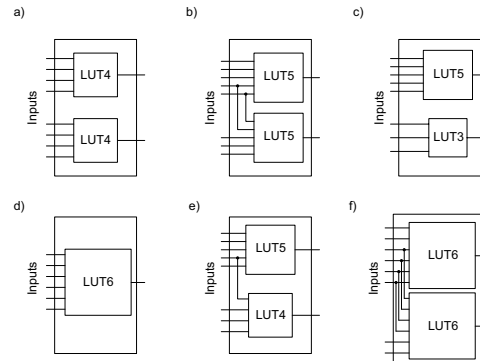 a)
b)
c)
Inputs
LUT4
LUT4
Inputs
LUT5
LUT5
Inputs
LUT5
LUT3
d)
e)
f)
Inputs
LUT6
Inputs
LUT5
LUT4
Inputs
LUT6
LUT6